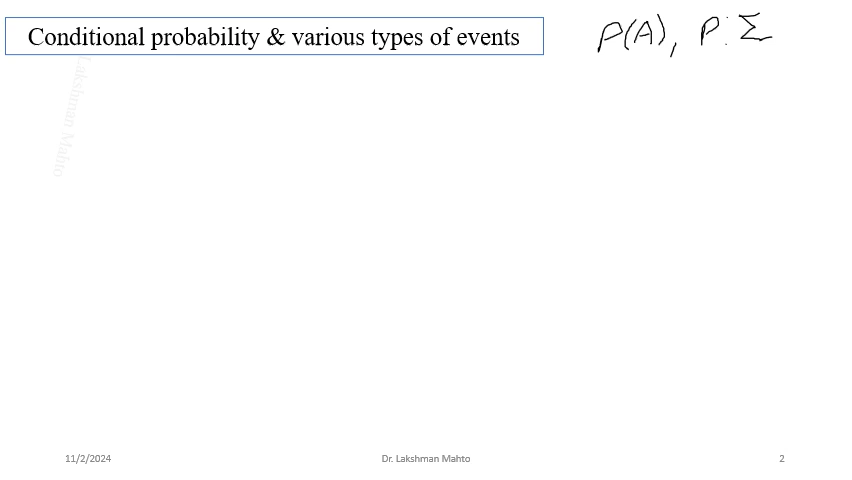 Conditional probability & various types of events
P(A), P: Σ
Lakshman Mahto
11/2/2024 Dr. Lakshman Mahto 2